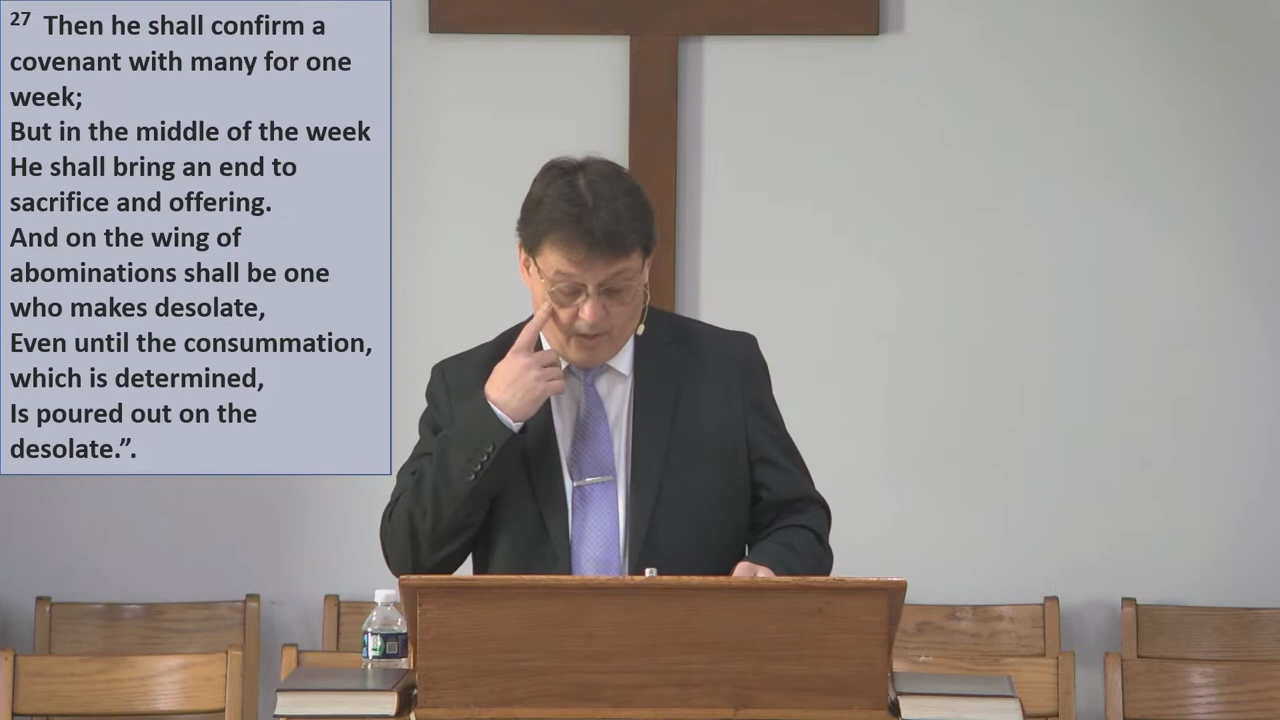 27 Then he shall confirm a
covenant with many for one
week;
But in the middle of the week
He shall bring an end to
sacrifice and offering.
And on the wing of
abominations shall be one
who makes desolate,
Even until the consummation,
which is determined,
Is poured out on the
desolate.”.